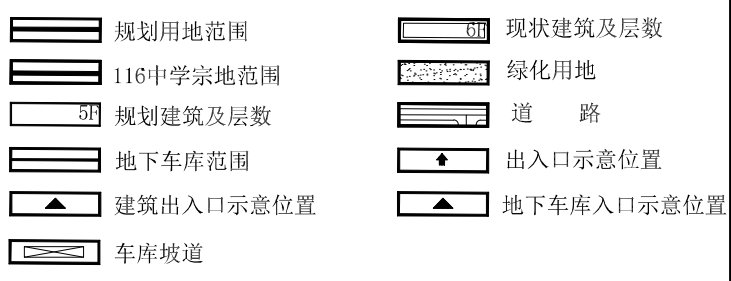 规划用地范围
6F 现状建筑及层数
116中学宗地范围
绿化用地
5F 规划建筑及层数
道 路
地下车库范围
出入口示意位置
建筑出入口示意位置
地下车库入口示意位置
车库坡道